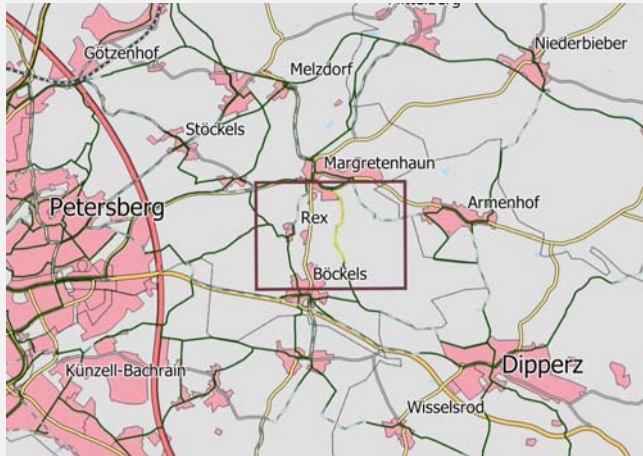 Götzenhof
Niederbieber
Melzdorf
Stöckels
Margretenhaun
Petersberg
Armenhof
Rex
Böckels
Künzell-Bachrain
Dipperz
Wisselsrod